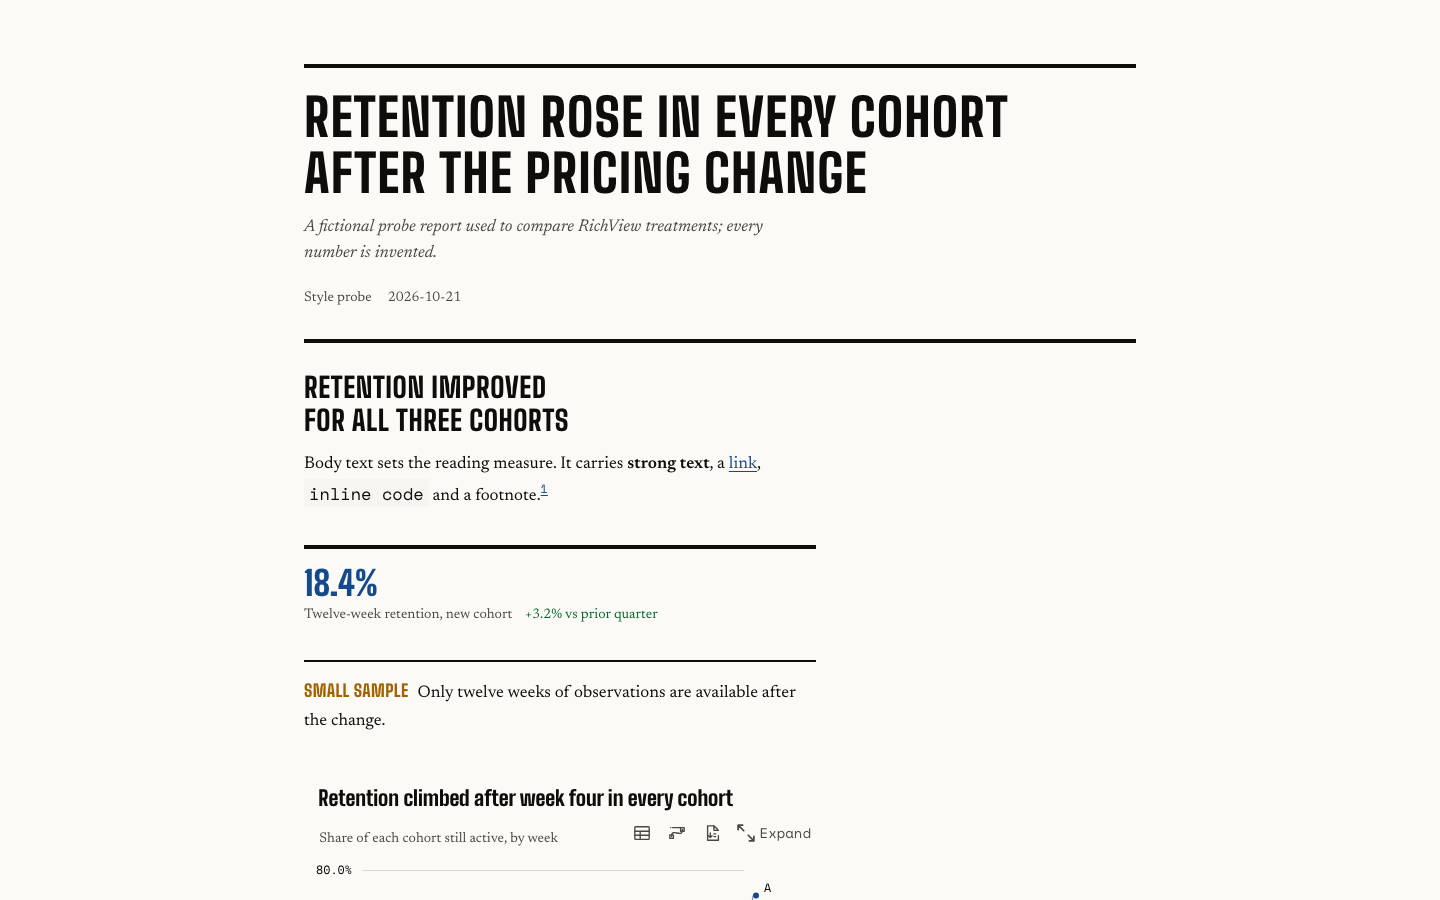 RETENTION ROSE IN EVERY COHORT
AFTER THE PRICING CHANGE
A fictional probe report used to compare RichView treatments; every
number is invented.
Style probe 2026-10-21
RETENTION IMPROVED
FOR ALL THREE COHORTS
Body text sets the reading measure. It carries strong text, a link,
inline code and a footnote.1
18.4%
Twelve-week retention, new cohort +3.2% vs prior quarter
SMALL SAMPLE Only twelve weeks of observations are available after
the change.
Retention climbed after week four in every cohort
Share of each cohort still active, by week Expand
80.0%
A